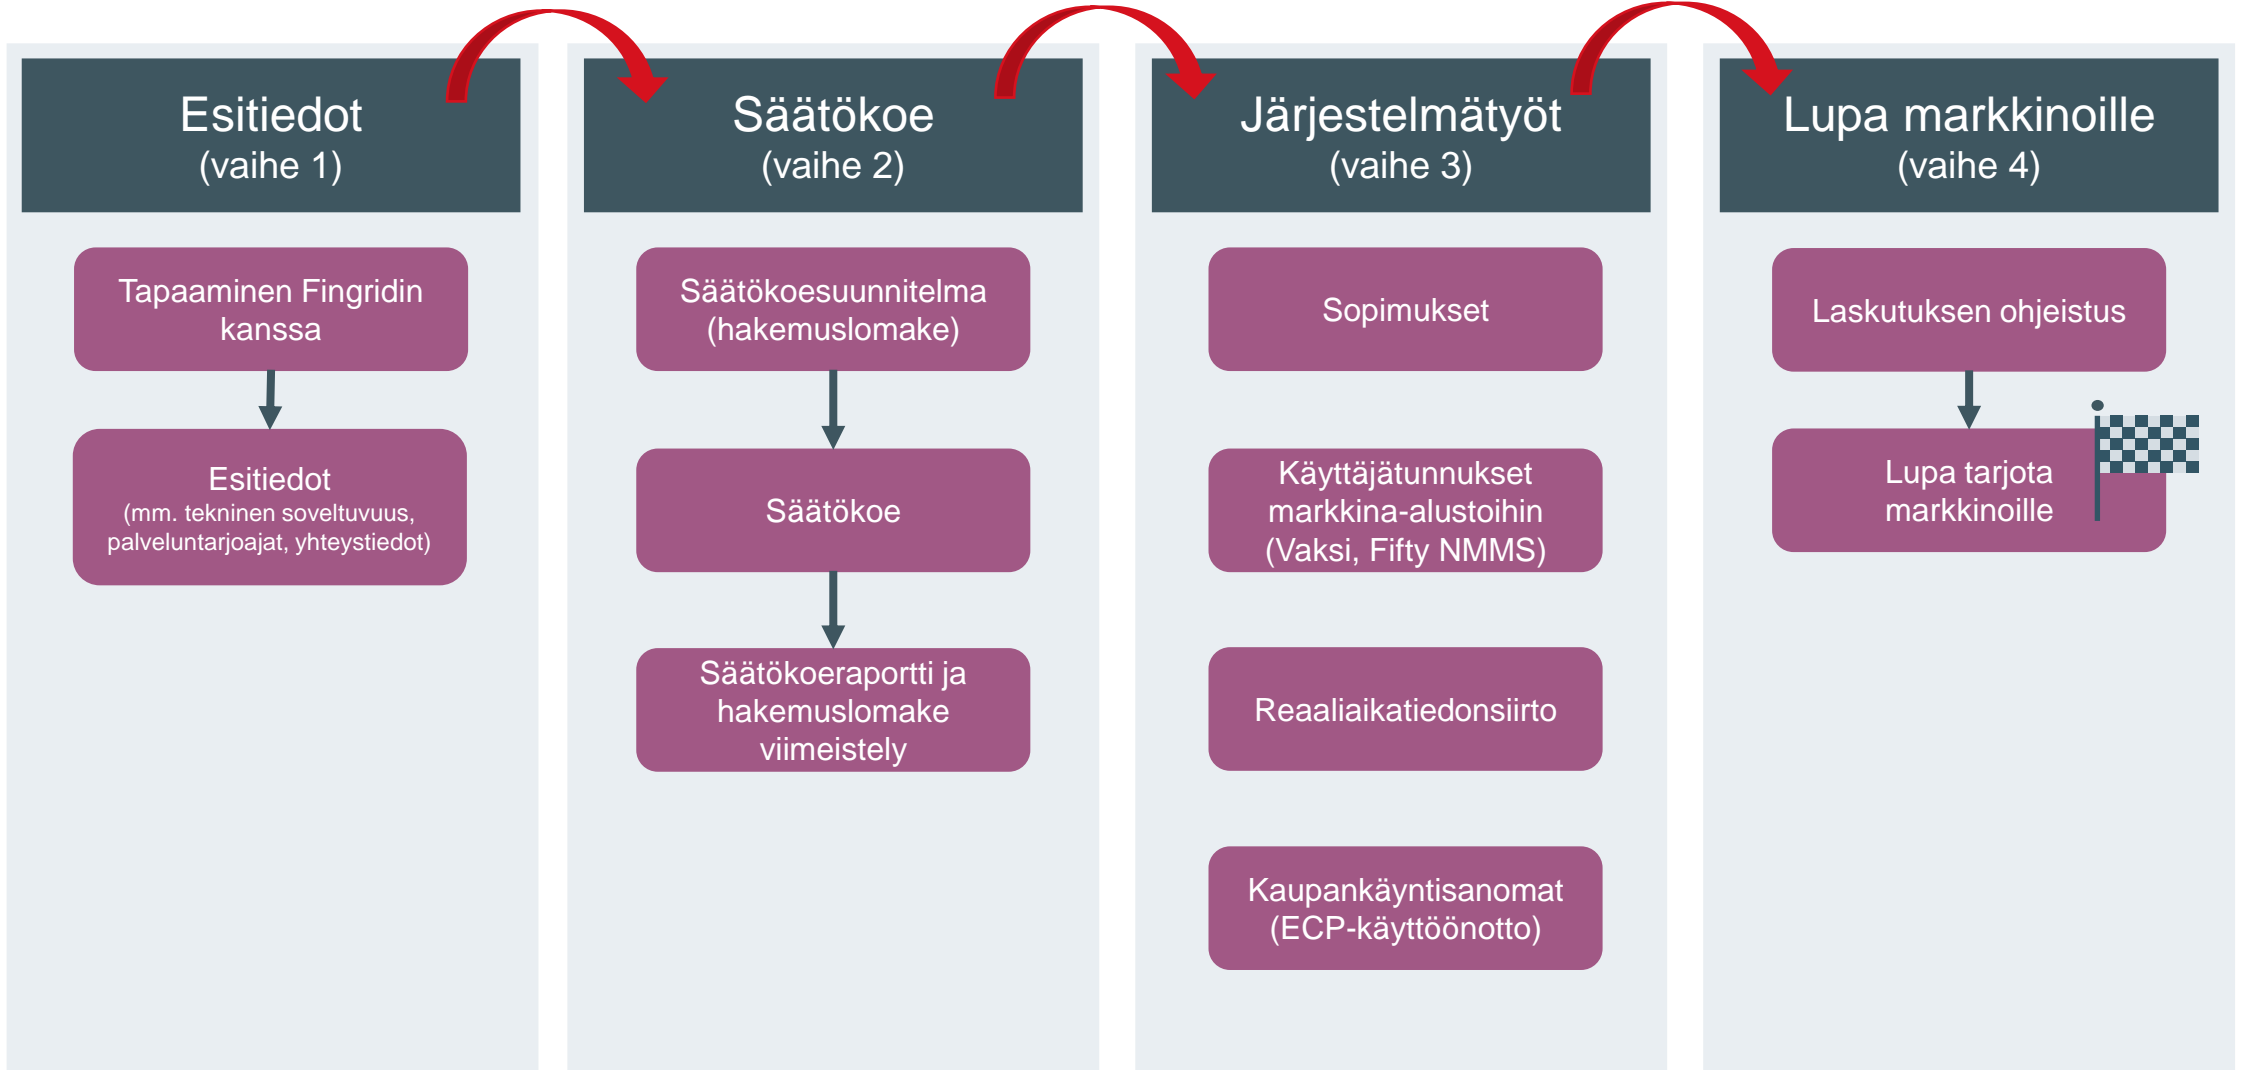 Esitiedot
(vaihe 1)
Tapaaminen Fingridin
kanssa
Esitiedot
(mm. tekninen soveltuvuus,
palveluntarjoajat, yhteystiedot)
Säätökoe
(vaihe 2)
Säätökoesuunnitelma
(hakemuslomake)
Säätökoe
Säätökoeraportti ja
hakemuslomake
viimeistely
Järjestelmätyöt
(vaihe 3)
Sopimukset
Käyttäjätunnukset
markkina-alustoihin
(Vaksi, Fifty NMMS)
Reaaliaikatiedonsiirto
Kaupankäyntisanomat
(ECP-käyttöönotto)
Lupa markkinoille
(vaihe 4)
Laskutuksen ohjeistus
Lupa tarjota
markkinoille